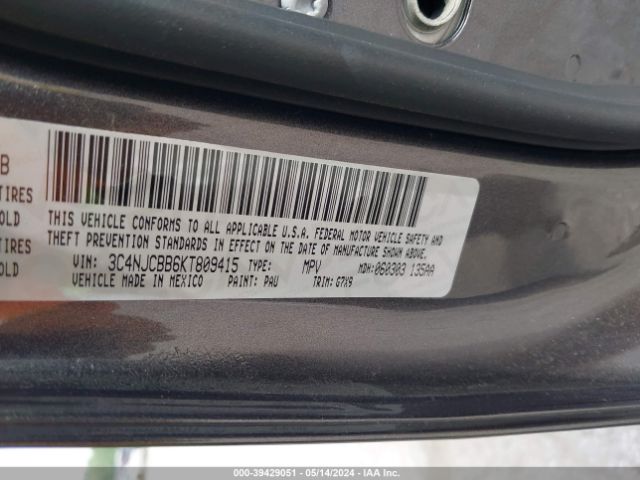 B
TIRES
OLD
TIRES
OLD
THIS VEHICLE CONFORMS TO ALL APPLICABLE U.S.A. FEDERAL MOTOR VEHICLE SAFETY AND
THEFT PREVENTION STANDARDS IN EFFECT ON THE DATE OF MANUFACTURE SHOWN ABOVE.
VIN: 3C4NJCBB6KT809415 TYPE: MPV MDH: 060303 135AA
VEHICLE MADE IN MEXICO PAINT: PAU TRIM: G7X9
000-39429051 - 05/14/2024 - IAA Inc.